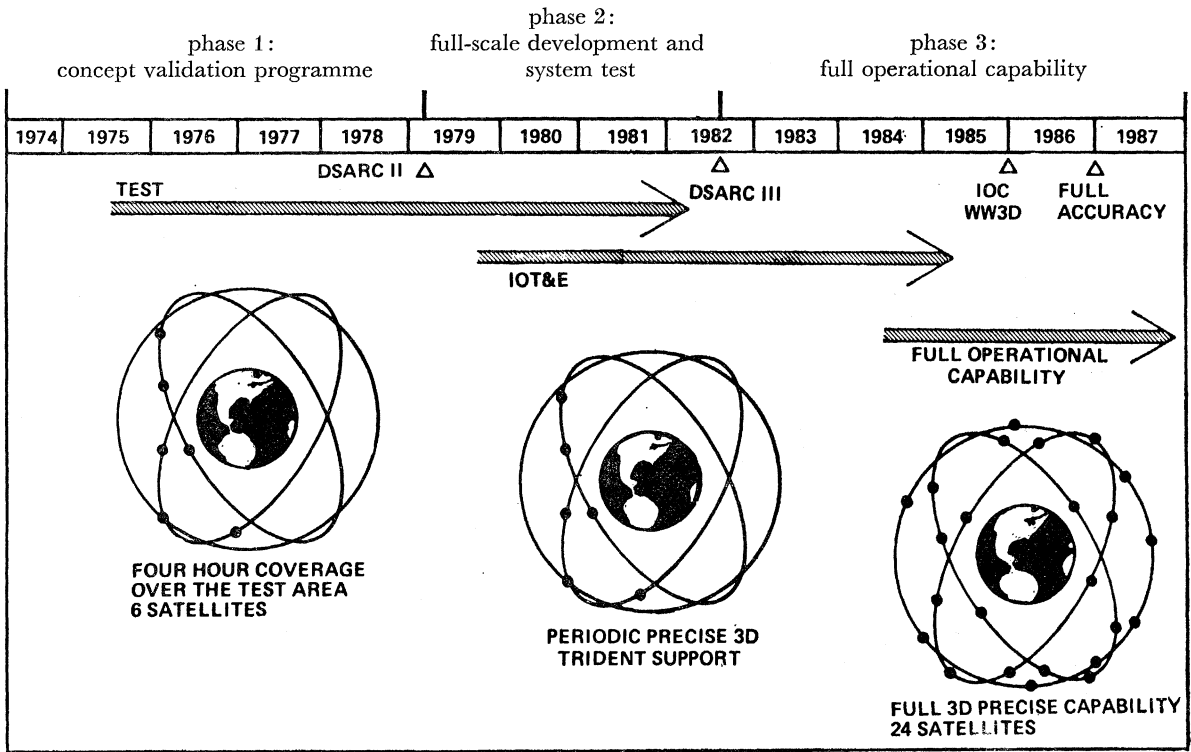 phase 1:
concept validation programme
phase 2:
full-scale development and
system test
phase 3:
full operational capability
1974 1975 1976 1977 1978 1979 1980 1981 1982 1983 1984 1985 1986 1987
DSARC II
DSARC III
IOC
WW3D
FULL
ACCURACY
TEST
IOT&E
FULL OPERATIONAL
CAPABILITY
FOUR HOUR COVERAGE
OVER THE TEST AREA
6 SATELLITES
PERIODIC PRECISE 3D
TRIDENT SUPPORT
FULL 3D PRECISE CAPABILITY
24 SATELLITES